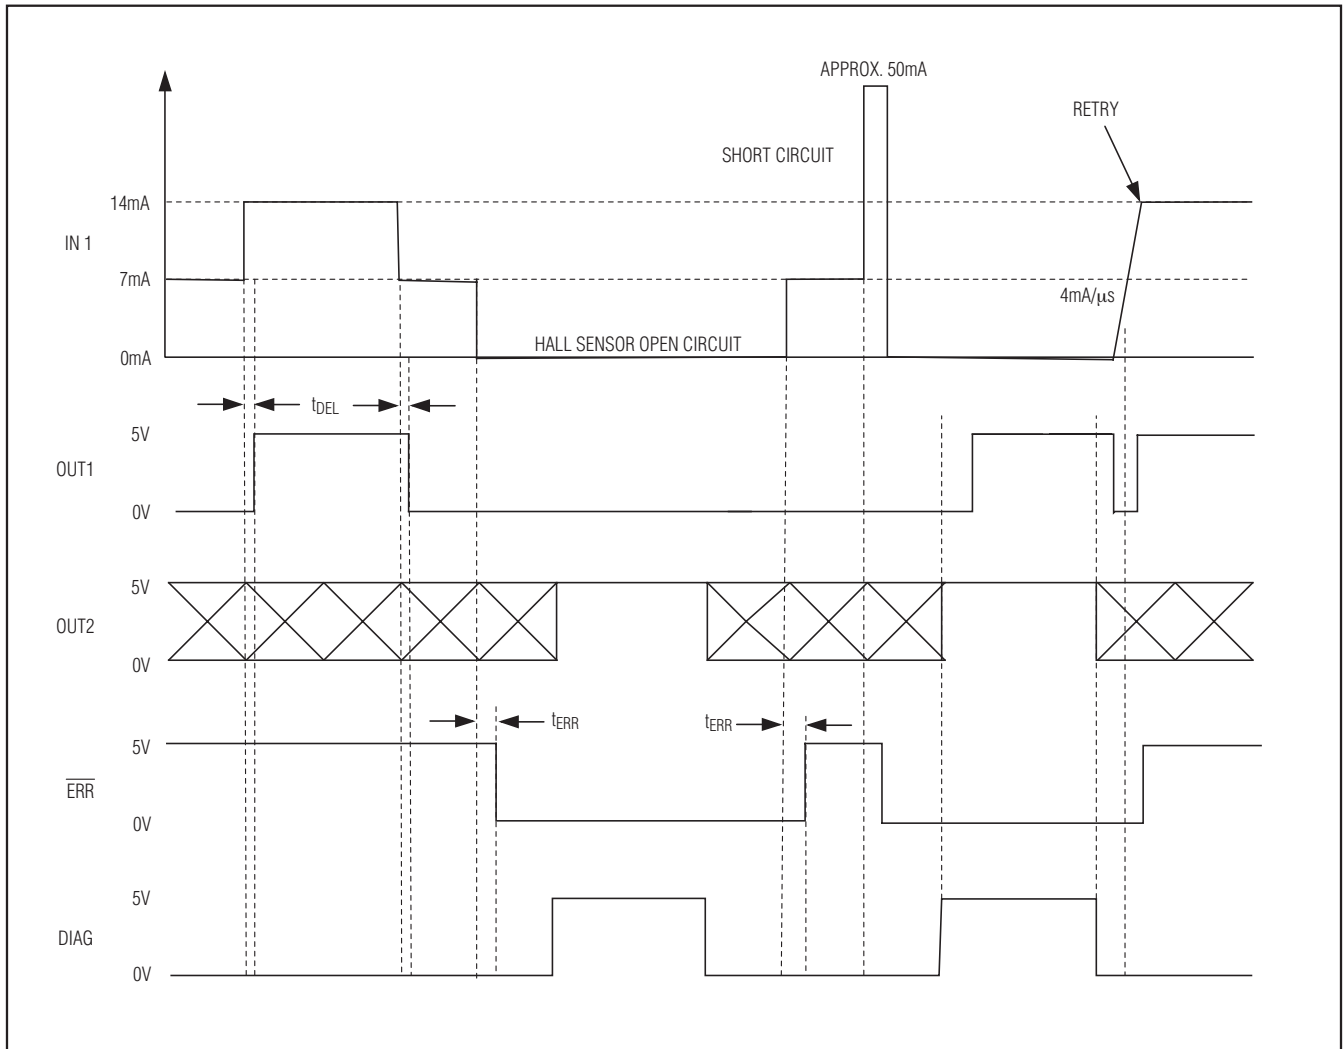 APPROX. 50mA
RETRY
SHORT CIRCUIT
14mA
IN 1
7mA
4mA/μs
HALL SENSOR OPEN CIRCUIT
0mA
tDEL
5V
OUT1
0V
5V
OUT2
0V
tERR
tERR
5V
ERR
0V
5V
DIAG
0V